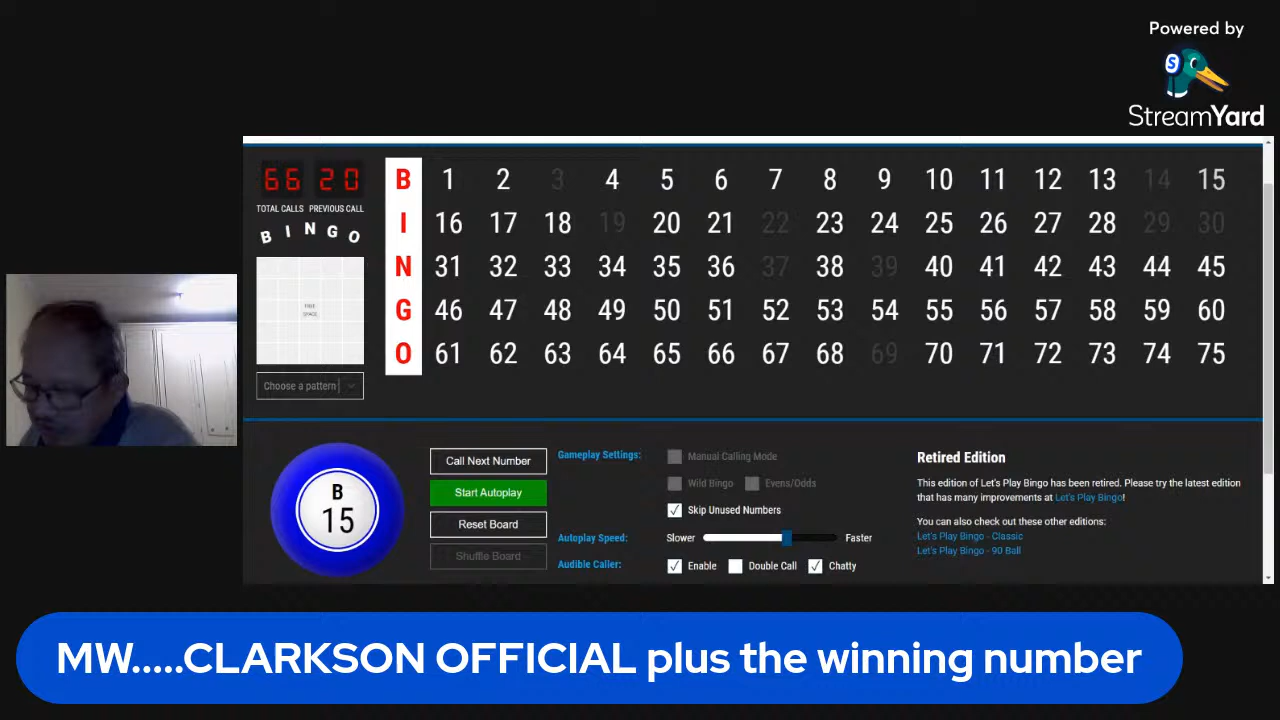 Powered by
StreamYard
66 20
TOTAL CALLS PREVIOUS CALL
B I N G O
FREE
SPACE
Choose a pattern
B 1 2 3 4 5 6 7 8 9 10 11 12 13 14 15
I 16 17 18 19 20 21 22 23 24 25 26 27 28 29 30
N 31 32 33 34 35 36 37 38 39 40 41 42 43 44 45
G 46 47 48 49 50 51 52 53 54 55 56 57 58 59 60
O 61 62 63 64 65 66 67 68 69 70 71 72 73 74 75
B
15
Call Next Number
Start Autoplay
Reset Board
Shuffle Board
Gameplay Settings:
Manual Calling Mode
Wild Bingo Evens/Odds
Skip Unused Numbers
Autoplay Speed: Slower Faster
Audible Caller: Enable Double Call Chatty
Retired Edition
This edition of Let's Play Bingo has been retired. Please try the latest edition
that has many improvements at Let's Play Bingo!
You can also check out these other editions:
Let's Play Bingo - Classic
Let's Play Bingo - 90 Ball
MW.....CLARKSON OFFICIAL plus the winning number